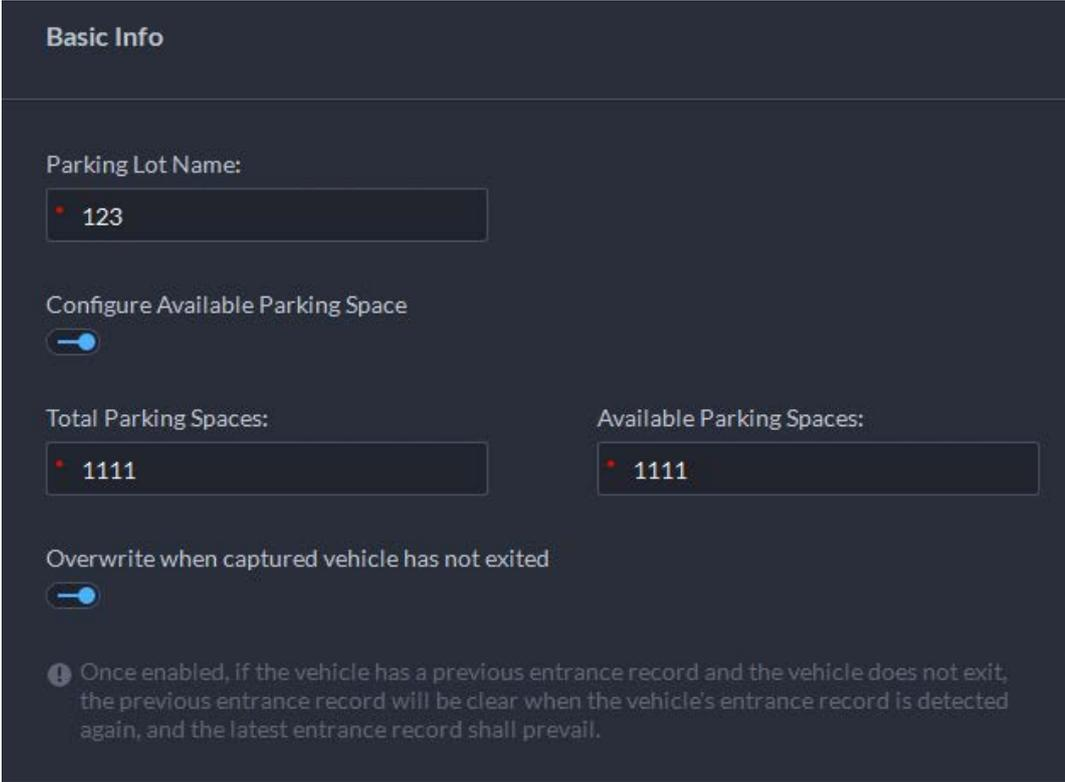 Basic Info
Parking Lot Name:
* 123
Configure Available Parking Space
Total Parking Spaces:
Available Parking Spaces:
* 1111
* 1111
Overwrite when captured vehicle has not exited
Once enabled, if the vehicle has a previous entrance record and the vehicle does not exit,
the previous entrance record will be clear when the vehicle's entrance record is detected
again, and the latest entrance record shall prevail.